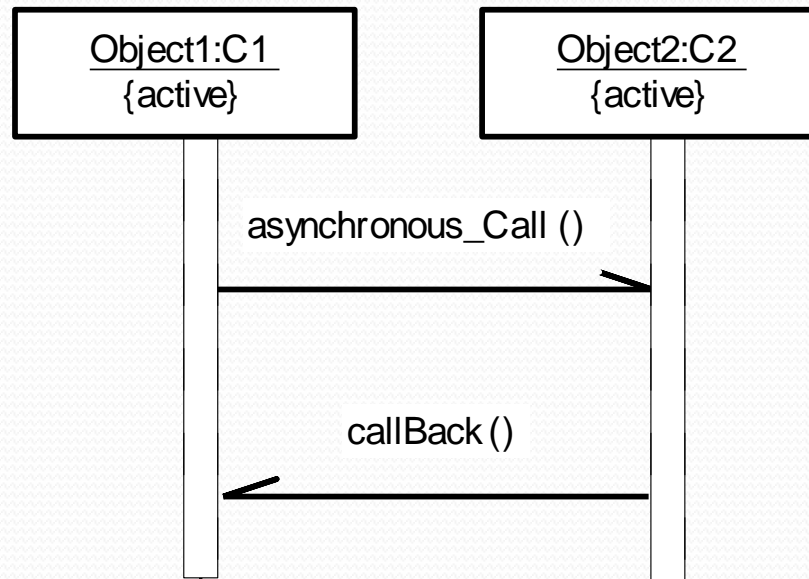 Object1:C1
{active}
Object2:C2
{active}
asynchronous_Call ()
callBack ()